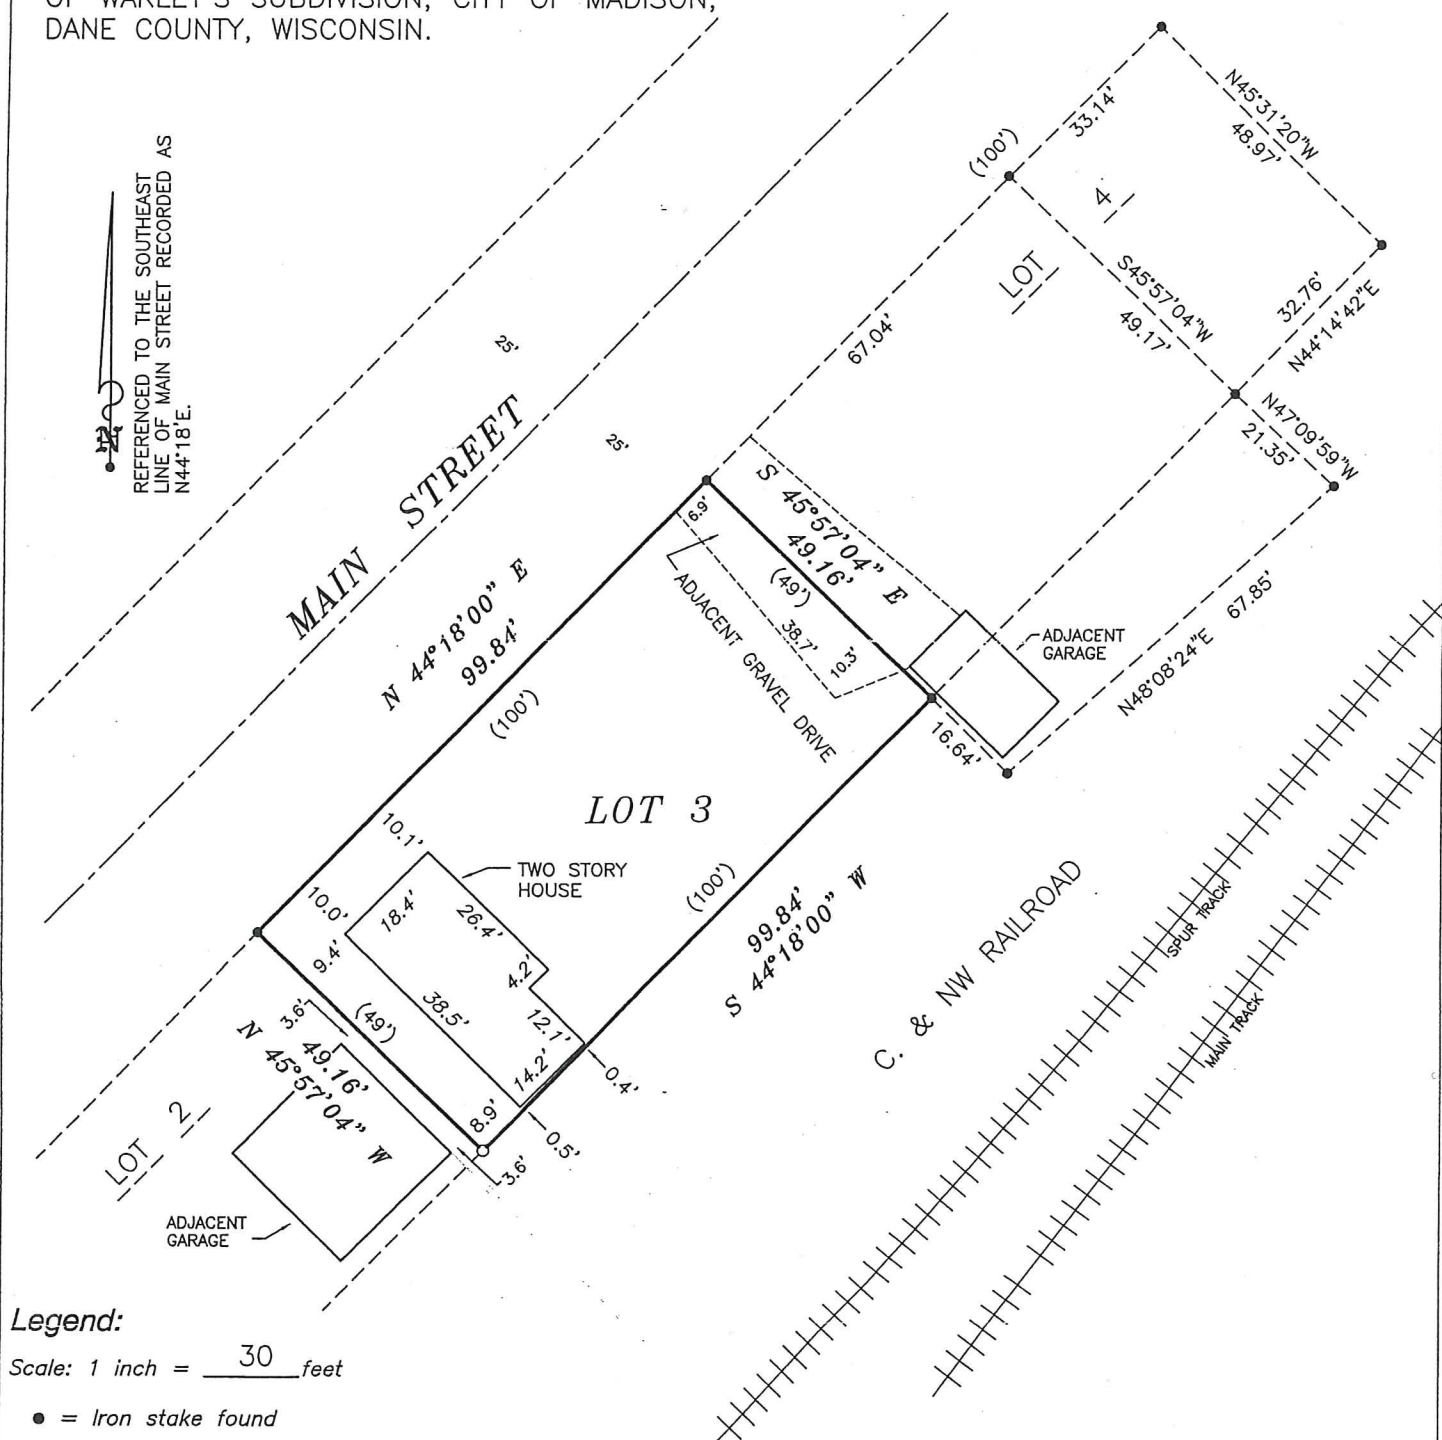 OF WAKLEY'S SUBDIVISION, CITY OF MADISON,
DANE COUNTY, WISCONSIN.
REFERENCED TO THE SOUTHEAST
LINE OF MAIN STREET RECORDED AS
N44°18'E.
N
25'
25'
MAIN STREET
33.14'
(100')
N45°31'20"W
48.97'
4
LOT
67.04'
S45°57'04"W
49.17'
32.76'
N44°14'42"E
N47°09'59"W
21.35'
67.85'
N48°08'24"E
S 45°57'04" E
49.16'
(49')
6.9'
38.7'
10.3'
ADJACENT GRAVEL DRIVE
ADJACENT
GARAGE
16.64'
N 44°18'00" E
99.84'
(100')
LOT 3
10.1'
TWO STORY
HOUSE
10.0'
18.4'
26.4'
9.4'
4.2'
38.5'
12.1'
14.2'
8.9'
0.4'
0.5'
3.6'
3.6'
(49')
49.16'
N 45°57'04" W
(100')
99.84'
S 44°18'00" W
C. & NW RAILROAD
SPUR TRACK
MAIN TRACK
LOT 2
ADJACENT
GARAGE
Legend:
Scale: 1 inch = 30 feet
● = Iron stake found